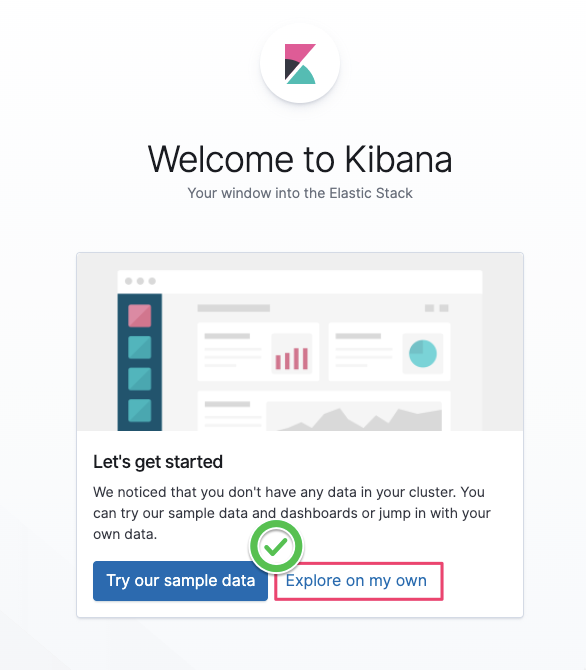 Welcome to Kibana
Your window into the Elastic Stack
Let's get started
We noticed that you don't have any data in your cluster. You
can try our sample data and dashboards or jump in with your
own data.
Try our sample data
Explore on my own